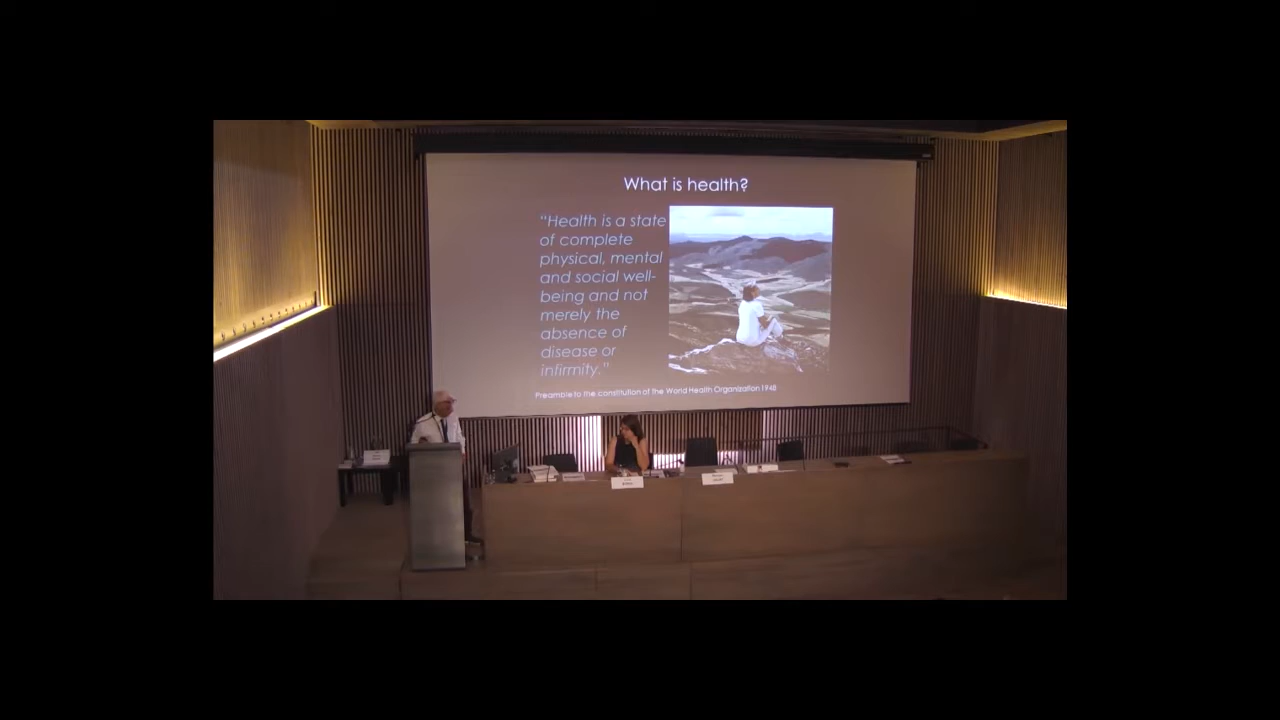 What is health?
“Health is a state
of complete
physical, mental
and social well-
being and not
merely the
absence of
disease or
infirmity.”
Preamble to the constitution of the World Health Organization 1948